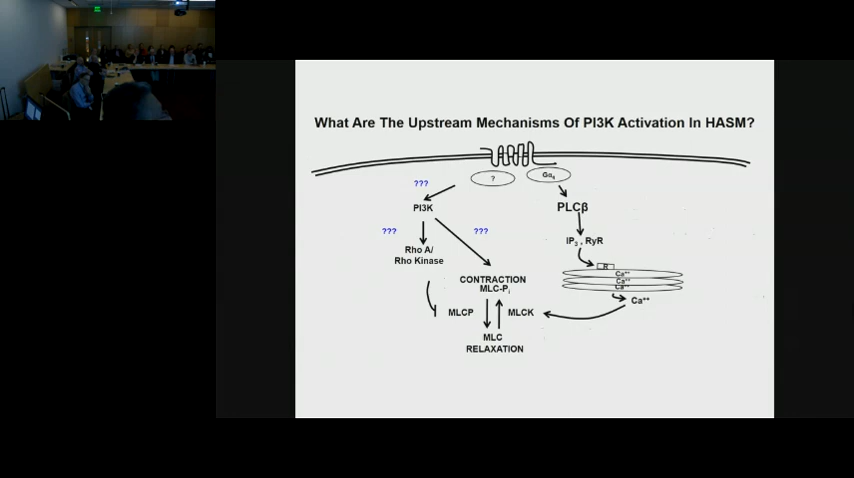 What Are The Upstream Mechanisms Of PI3K Activation In HASM?
?
Gαq
???
PI3K
PLCβ
???
???
IP3 , RyR
Rho A/
Rho Kinase
R
Ca++
Ca++
Ca++
CONTRACTION
MLC-Pi
Ca++
MLCP
MLCK
MLC
RELAXATION